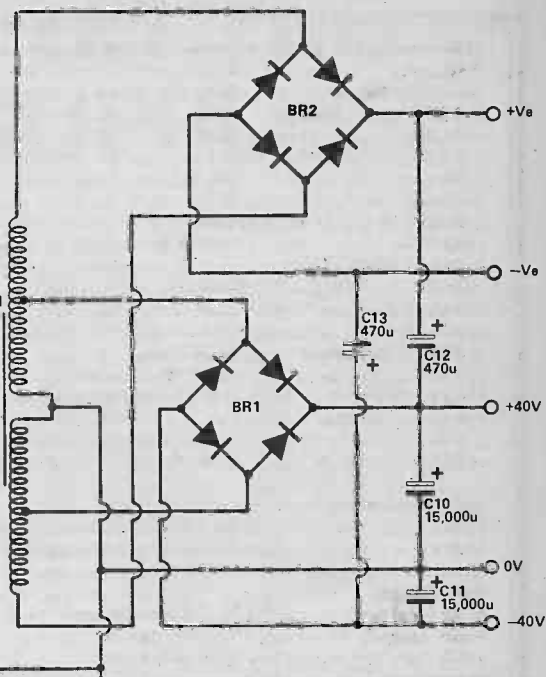 BR2
+Ve
−Ve
C13
470u
+
+
C12
470u
BR1
+40V
+
C10
15,000u
0V
+
C11
15,000u
−40V